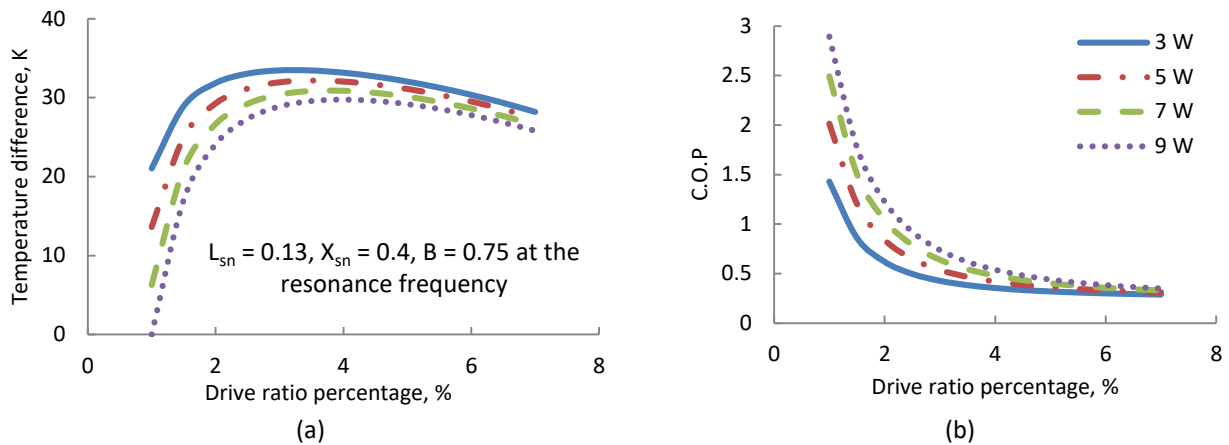 40
30
20
10
0
0
2
4
6
8
Temperature difference, K
Drive ratio percentage, %
L_sn = 0.13, X_sn = 0.4, B = 0.75 at the
resonance frequency
(a)
3
2.5
2
1.5
1
0.5
0
0
2
4
6
8
C.O.P
Drive ratio percentage, %
3 W
5 W
7 W
9 W
(b)